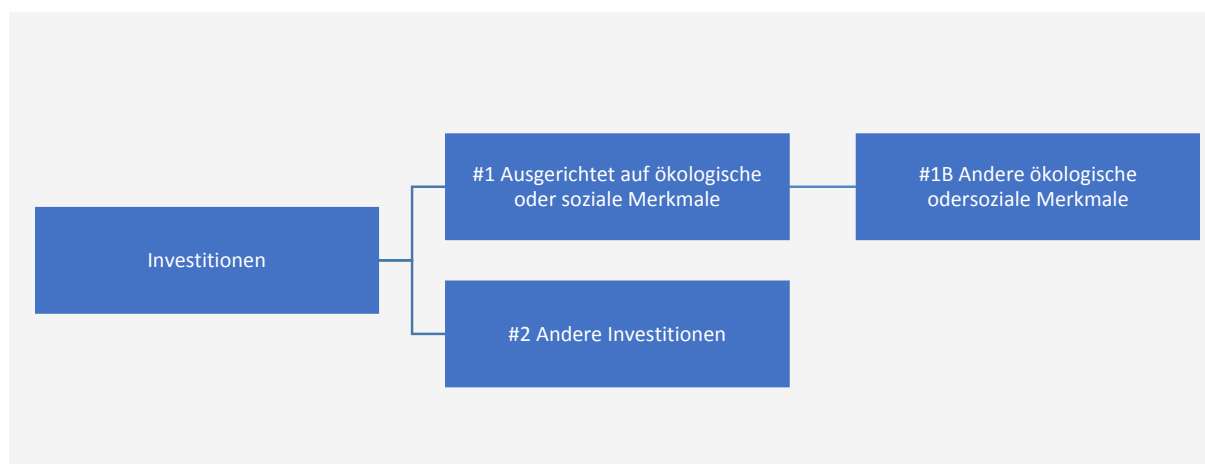 Investitionen
#1 Ausgerichtet auf ökologische
oder soziale Merkmale
#1B Andere ökologische
odersoziale Merkmale
#2 Andere Investitionen